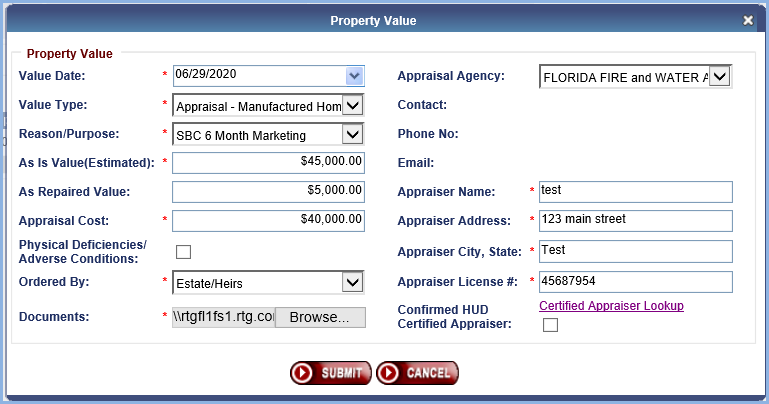 Property Value
Property Value
Value Date: * 06/29/2020
Value Type: * Appraisal - Manufactured Hom
Reason/Purpose: * SBC 6 Month Marketing
As Is Value(Estimated): * $45,000.00
As Repaired Value: $5,000.00
Appraisal Cost: * $40,000.00
Physical Deficiencies/
Adverse Conditions:
Ordered By: * Estate/Heirs
Documents: * \\rtgfl1fs1.rtg.co Browse...
Appraisal Agency: FLORIDA FIRE and WATER A
Contact:
Phone No:
Email:
Appraiser Name: * test
Appraiser Address: * 123 main street
Appraiser City, State: * Test
Appraiser License #: * 45687954
Confirmed HUD
Certified Appraiser:
Certified Appraiser Lookup
SUBMIT
CANCEL